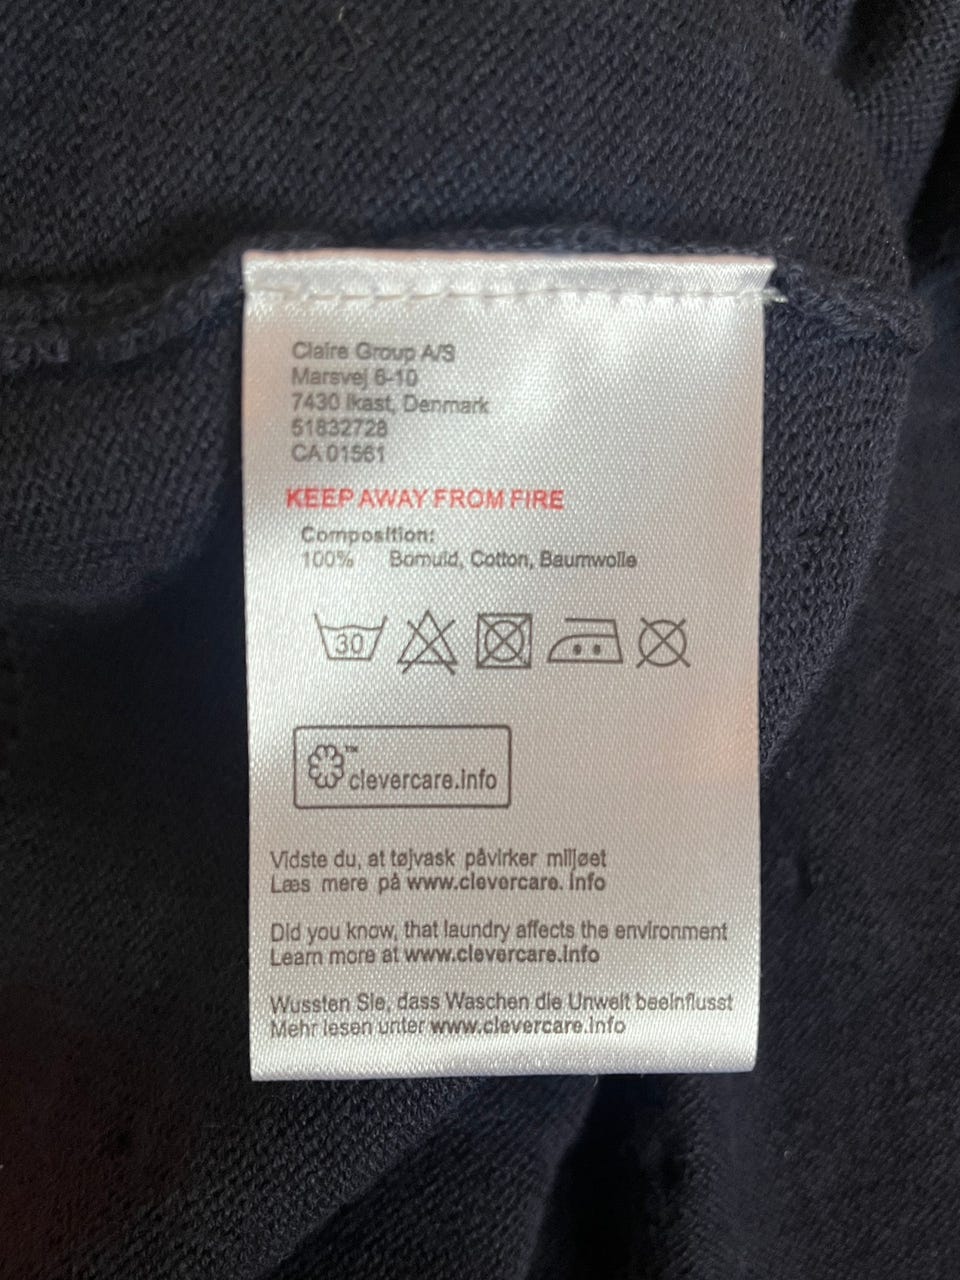 Claire Group A/S
Marsvej 6-10
7430 Ikast, Denmark
51832728
CA 01561
KEEP AWAY FROM FIRE
Composition:
100% Bomuld, Cotton, Baumwolle
30
™
clevercare.info
Vidste du, at tøjvask påvirker miljøet
Læs mere på www.clevercare. info
Did you know, that laundry affects the environment
Learn more at www.clevercare.info
Wussten Sie, dass Waschen die Unwelt beeinflusst
Mehr lesen unter www.clevercare.info